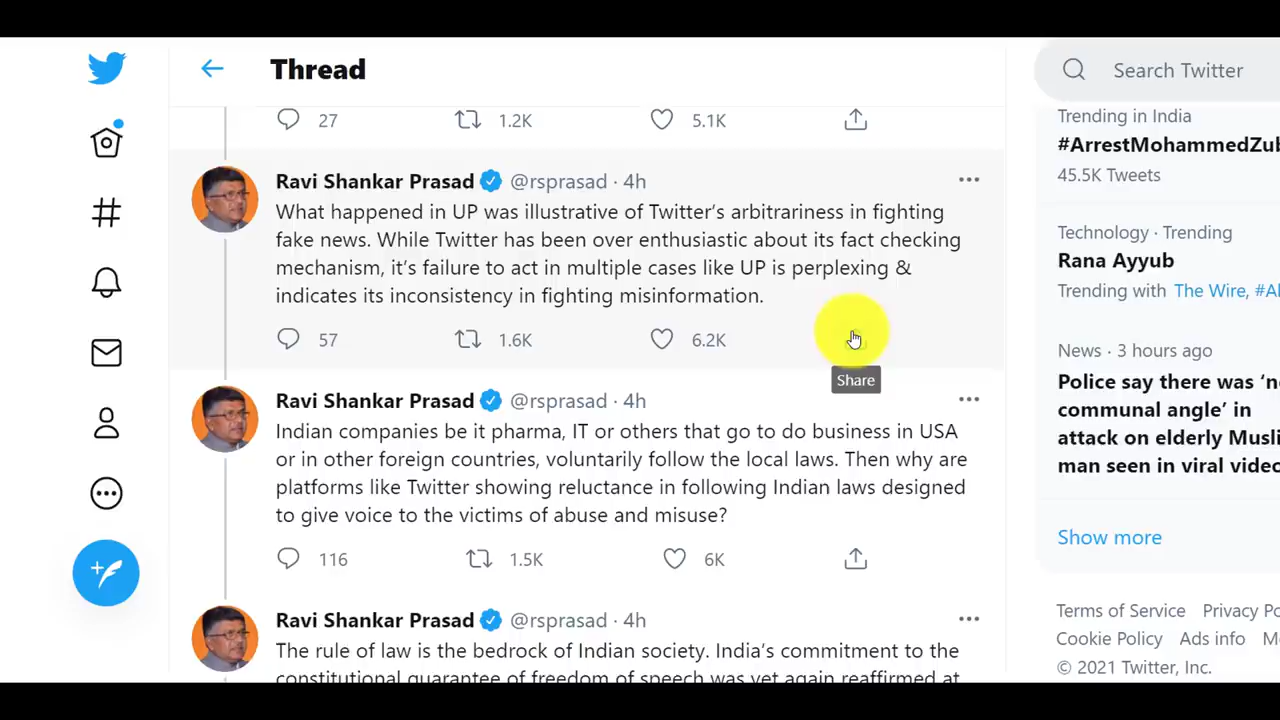 Thread
Search Twitter
27 1.2K 5.1K
Ravi Shankar Prasad @rsprasad · 4h
What happened in UP was illustrative of Twitter's arbitrariness in fighting
fake news. While Twitter has been over enthusiastic about its fact checking
mechanism, it's failure to act in multiple cases like UP is perplexing &
indicates its inconsistency in fighting misinformation.
57 1.6K 6.2K
Share
Ravi Shankar Prasad @rsprasad · 4h
Indian companies be it pharma, IT or others that go to do business in USA
or in other foreign countries, voluntarily follow the local laws. Then why are
platforms like Twitter showing reluctance in following Indian laws designed
to give voice to the victims of abuse and misuse?
116 1.5K 6K
Ravi Shankar Prasad @rsprasad · 4h
The rule of law is the bedrock of Indian society. India's commitment to the
constitutional guarantee of freedom of speech was yet again reaffirmed at
Trending in India
#ArrestMohammedZub
45.5K Tweets
Technology · Trending
Rana Ayyub
Trending with The Wire, #Al
News · 3 hours ago
Police say there was 'no
communal angle' in
attack on elderly Musli
man seen in viral video
Show more
Terms of Service Privacy Po
Cookie Policy Ads info M
© 2021 Twitter, Inc.